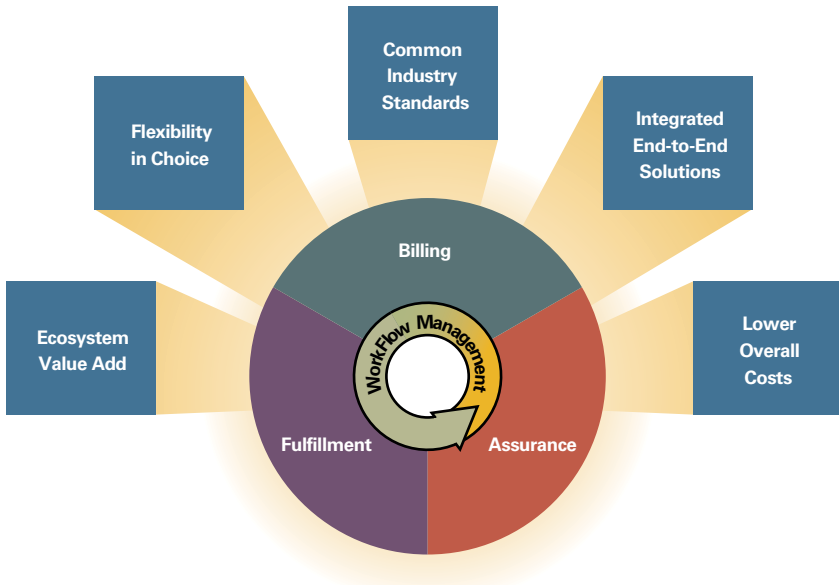 Common
Industry
Standards
Flexibility
in Choice
Integrated
End-to-End
Solutions
Billing
Ecosystem
Value Add
WorkFlow Management
Lower
Overall
Costs
Fulfillment
Assurance